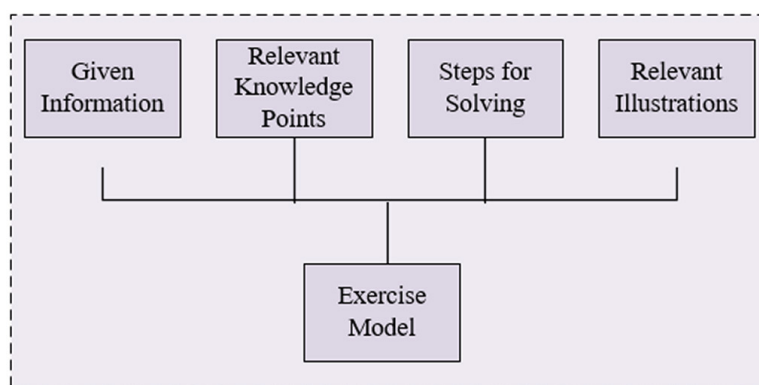 Given
Information
Relevant
Knowledge
Points
Steps for
Solving
Relevant
Illustrations
Exercise
Model